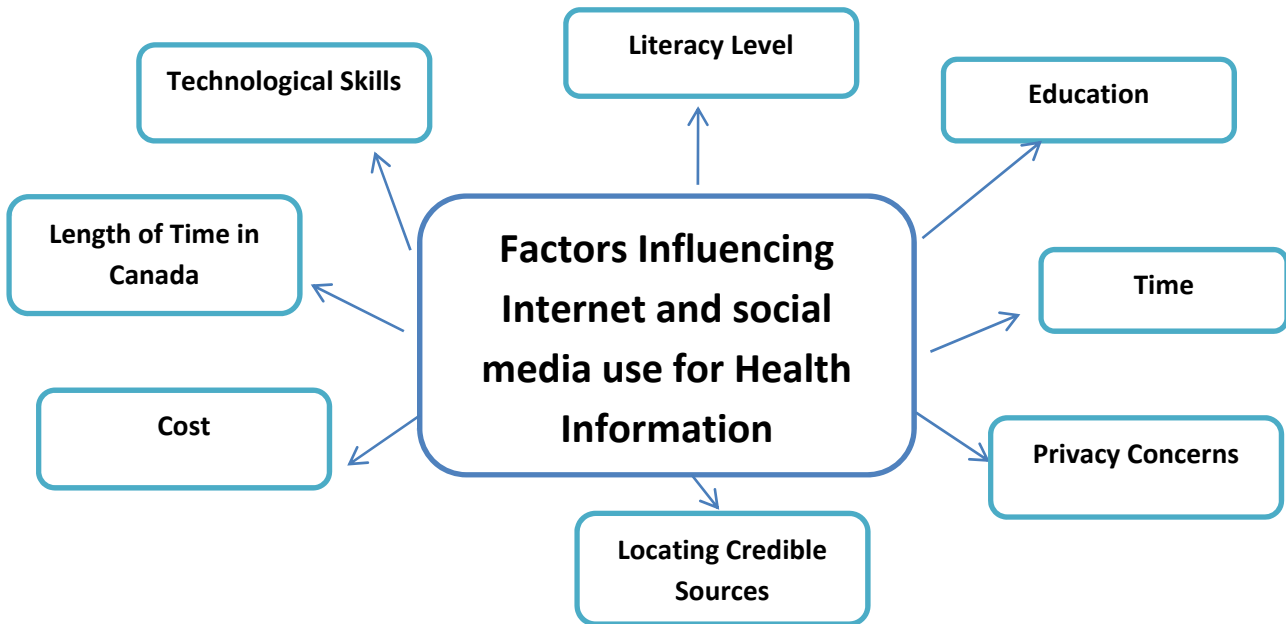 Literacy Level
Technological Skills
Education
Length of Time in
Canada
Factors Influencing
Internet and social
media use for Health
Information
Time
Cost
Privacy Concerns
Locating Credible
Sources